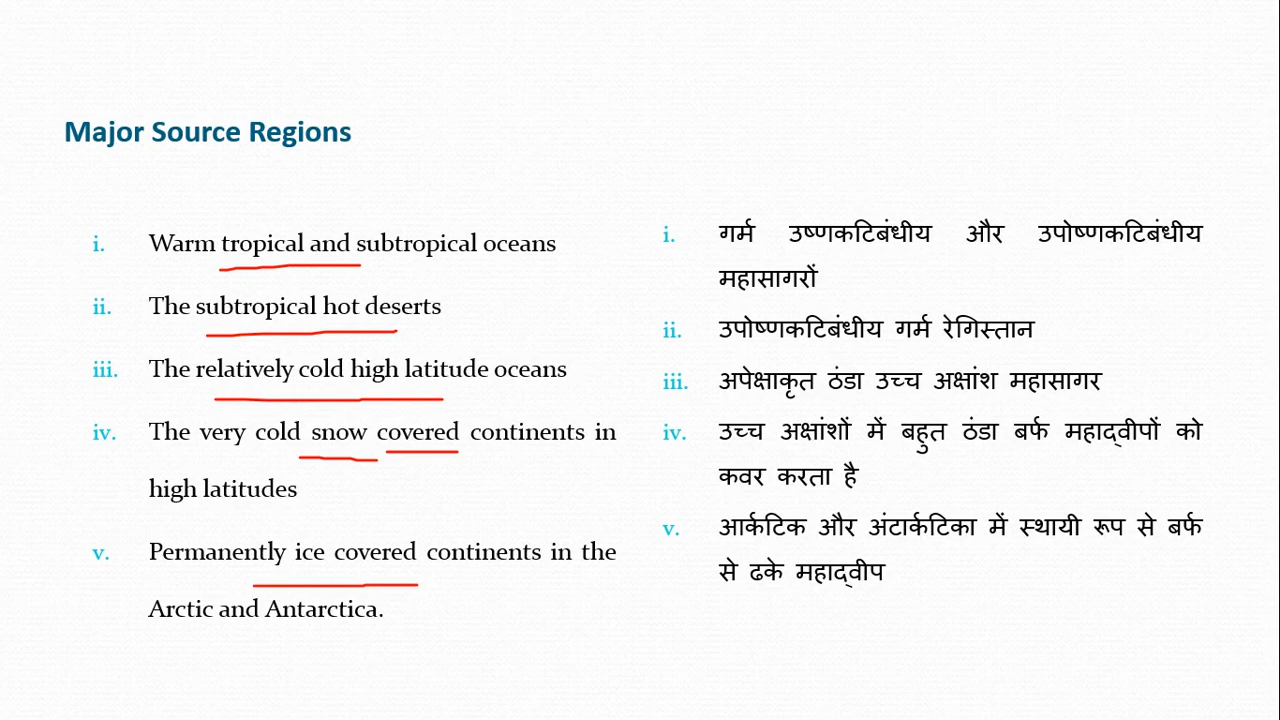 Major Source Regions
i. Warm tropical and subtropical oceans
ii. The subtropical hot deserts
iii. The relatively cold high latitude oceans
iv. The very cold snow covered continents in
high latitudes
v. Permanently ice covered continents in the
Arctic and Antarctica.
i. गर्म उष्णकटिबंधीय और उपोष्णकटिबंधीय
महासागरों
ii. उपोष्णकटिबंधीय गर्म रेगिस्तान
iii. अपेक्षाकृत ठंडा उच्च अक्षांश महासागर
iv. उच्च अक्षांशों में बहुत ठंडा बर्फ महाद्वीपों को
कवर करता है
v. आर्कटिक और अंटार्कटिका में स्थायी रूप से बर्फ
से ढके महाद्वीप